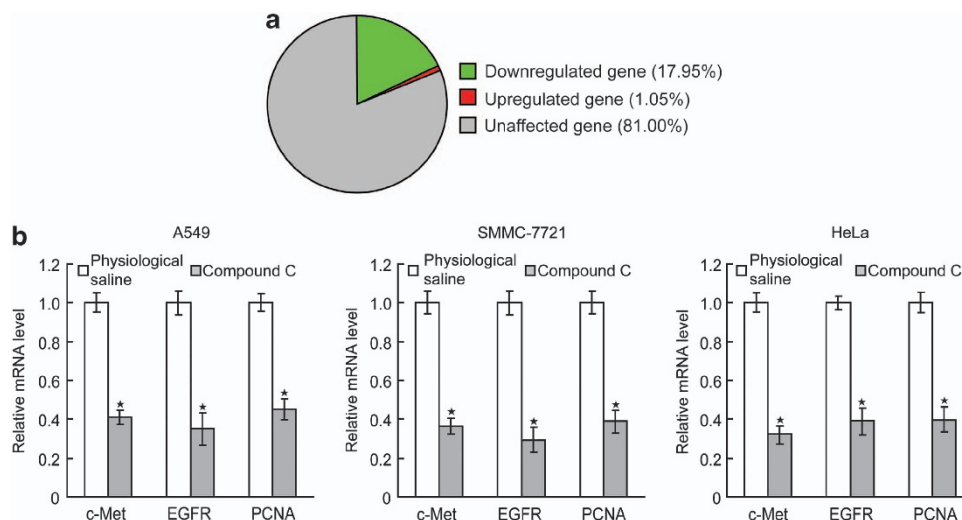 a
Downregulated gene (17.95%)
Upregulated gene (1.05%)
Unaffected gene (81.00%)
b
A549
Physiological
saline
Compound C
Relative mRNA level
1.2
1.0
0.8
0.6
0.4
0.2
0
★ ★ ★
c-Met EGFR PCNA
SMMC-7721
Physiological
saline
Compound C
Relative mRNA level
1.2
1.0
0.8
0.6
0.4
0.2
0
★ ★ ★
c-Met EGFR PCNA
HeLa
Physiological
saline
Compound C
Relative mRNA level
1.2
1.0
0.8
0.6
0.4
0.2
0
★ ★ ★
c-Met EGFR PCNA